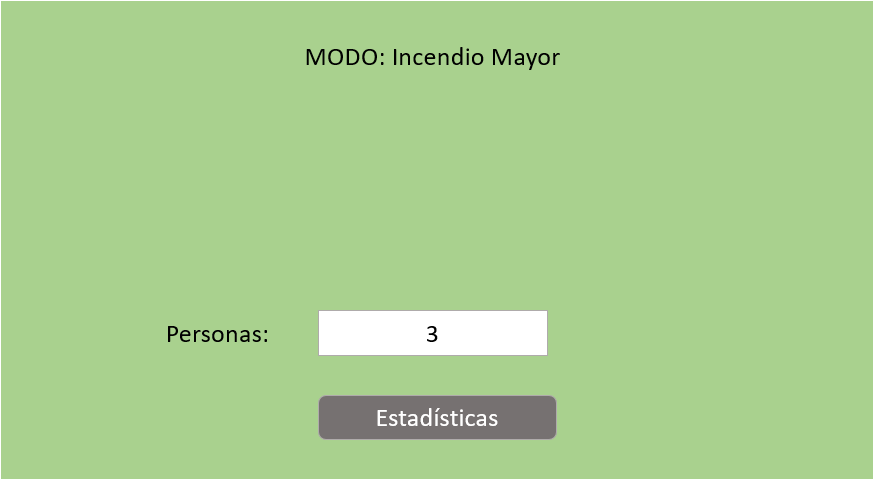 MODO: Incendio Mayor
Personas: 3
Estadísticas